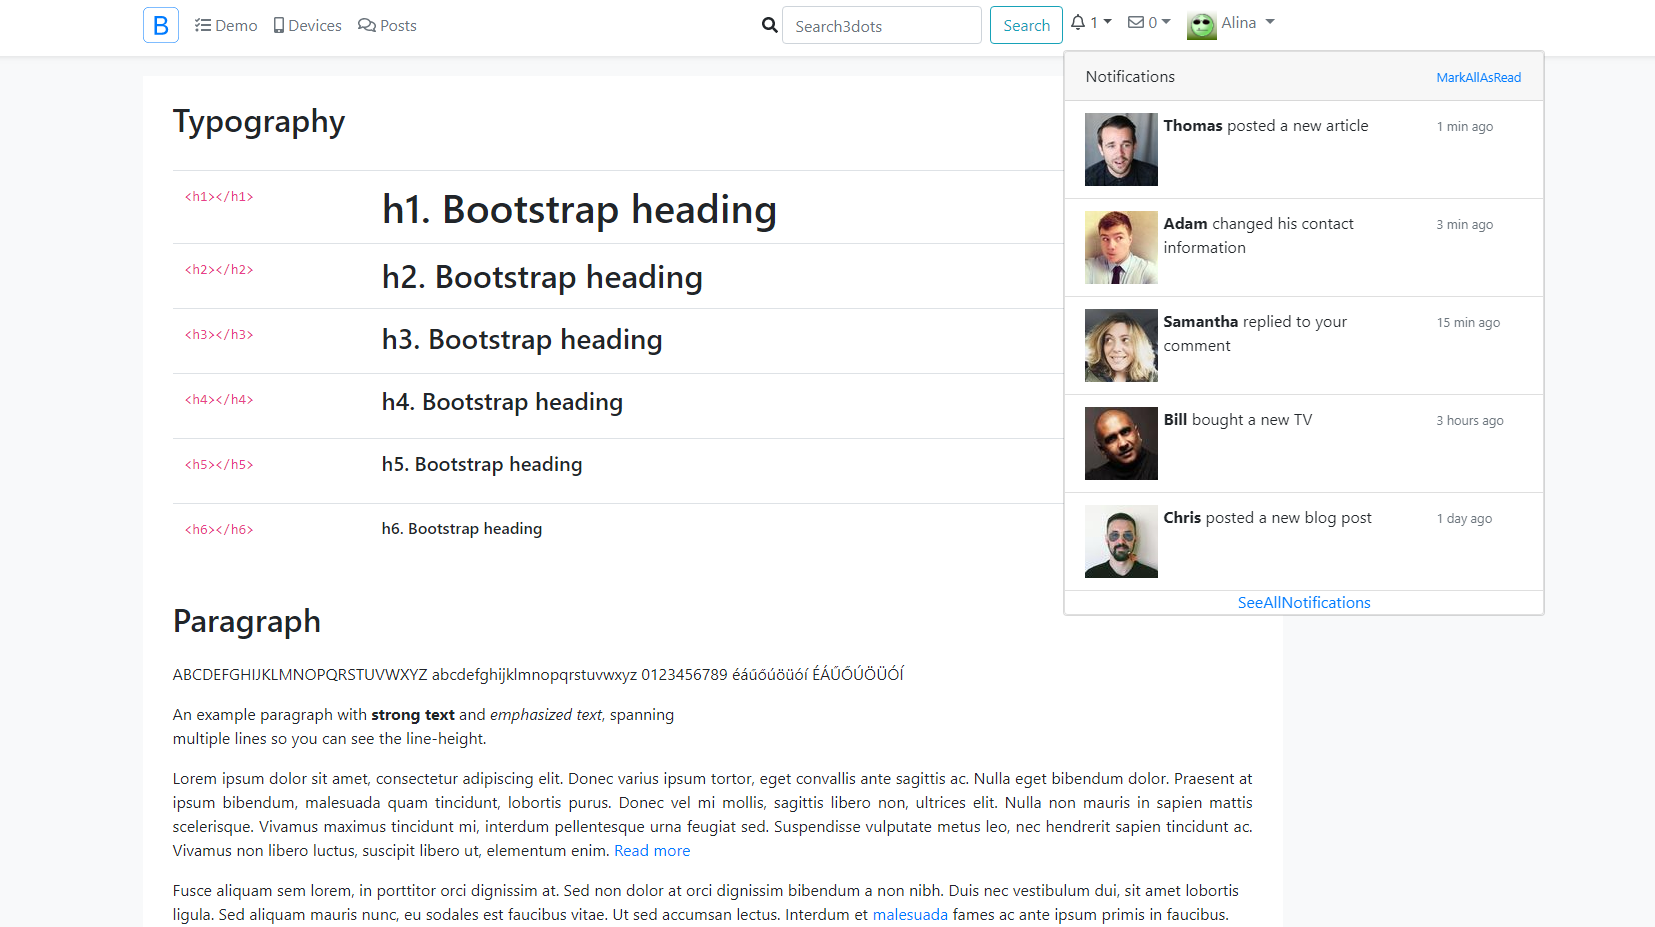 B Demo Devices Posts Search3dots Search 1 0 Alina
Notifications MarkAllAsRead
Thomas posted a new article 1 min ago
Adam changed his contact 3 min ago
information
Samantha replied to your 15 min ago
comment
Bill bought a new TV 3 hours ago
Chris posted a new blog post 1 day ago
SeeAllNotifications
Typography
<h1></h1> h1. Bootstrap heading
<h2></h2> h2. Bootstrap heading
<h3></h3> h3. Bootstrap heading
<h4></h4> h4. Bootstrap heading
<h5></h5> h5. Bootstrap heading
<h6></h6> h6. Bootstrap heading
Paragraph
ABCDEFGHIJKLMNOPQRSTUVWXYZ abcdefghijklmnopqrstuvwxyz 0123456789 éáűőúöüóí ÉÁŰŐÚÖÜÓÍ
An example paragraph with strong text and emphasized text, spanning
multiple lines so you can see the line-height.
Lorem ipsum dolor sit amet, consectetur adipiscing elit. Donec varius ipsum tortor, eget convallis ante sagittis ac. Nulla eget bibendum dolor. Praesent at
ipsum bibendum, malesuada quam tincidunt, lobortis purus. Donec vel mi mollis, sagittis libero non, ultrices elit. Nulla non mauris in sapien mattis
scelerisque. Vivamus maximus tincidunt mi, interdum pellentesque urna feugiat sed. Suspendisse vulputate metus leo, nec hendrerit sapien tincidunt ac.
Vivamus non libero luctus, suscipit libero ut, elementum enim. Read more
Fusce aliquam sem lorem, in porttitor orci dignissim at. Sed non dolor at orci dignissim bibendum a non nibh. Duis nec vestibulum dui, sit amet lobortis
ligula. Sed aliquam mauris nunc, eu sodales est faucibus vitae. Ut sed accumsan lectus. Interdum et malesuada fames ac ante ipsum primis in faucibus.